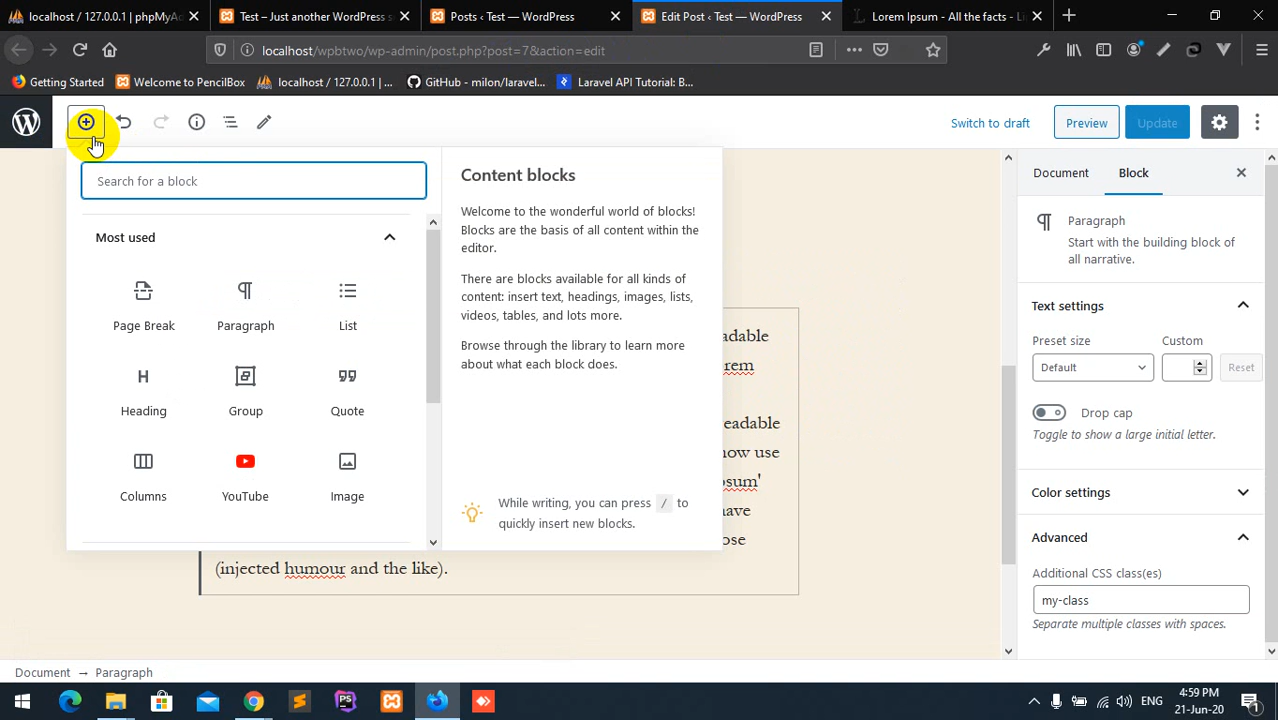 localhost / 127.0.0.1 | phpMyAd
Test – Just another WordPress s
Posts ‹ Test — WordPress
Edit Post ‹ Test — WordPress
Lorem Ipsum - All the facts - Li
localhost/wpbtwo/wp-admin/post.php?post=7&action=edit
Getting Started
Welcome to PencilBox
localhost / 127.0.0.1 | ...
GitHub - milon/laravel...
Laravel API Tutorial: B...
Switch to draft
Preview
Update
Search for a block
Most used
Page Break
Paragraph
List
Heading
Group
Quote
Columns
YouTube
Image
Content blocks
Welcome to the wonderful world of blocks!
Blocks are the basis of all content within the
editor.
There are blocks available for all kinds of
content: insert text, headings, images, lists,
videos, tables, and lots more.
Browse through the library to learn more
about what each block does.
While writing, you can press / to
quickly insert new blocks.
adable
rem
eadable
now use
osum'
have
ose
(injected humour and the like).
Document
Block
Paragraph
Start with the building block of
all narrative.
Text settings
Preset size
Custom
Default
Reset
Drop cap
Toggle to show a large initial letter.
Color settings
Advanced
Additional CSS class(es)
my-class
Separate multiple classes with spaces.
Document → Paragraph
ENG
4:59 PM
21-Jun-20
1